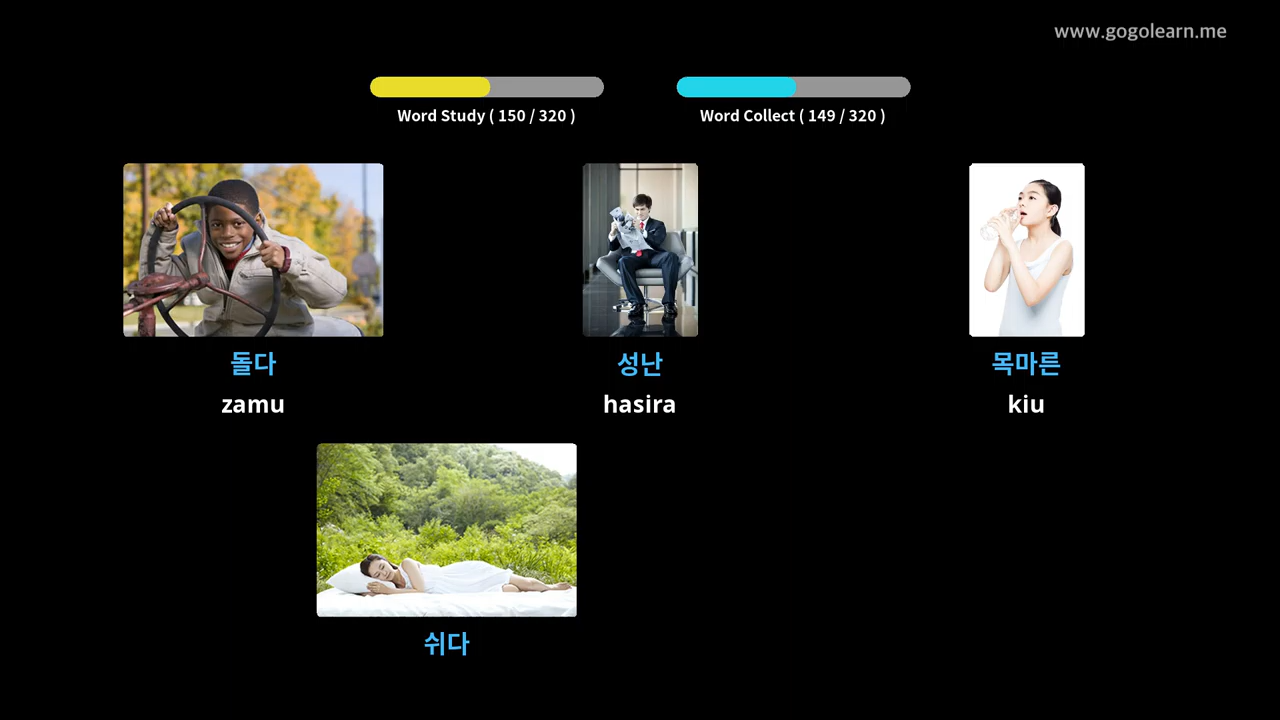 www.gogolearn.me
Word Study ( 150 / 320 )
Word Collect ( 149 / 320 )
돌다
성난
목마른
zamu
hasira
kiu
쉬다